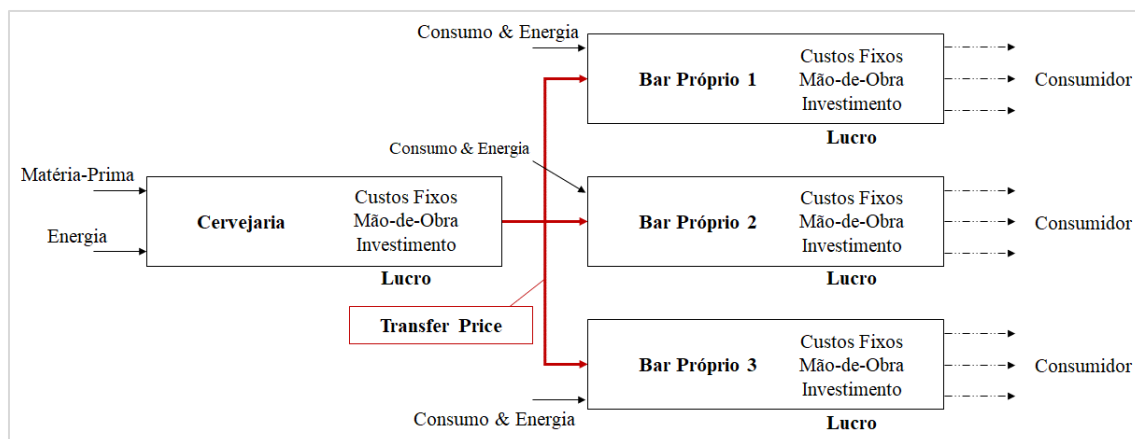 Consumo & Energia
Bar Próprio 1
Custos Fixos
Mão-de-Obra
Investimento
Lucro
Consumidor
Matéria-Prima
Energia
Cervejaria
Custos Fixos
Mão-de-Obra
Investimento
Lucro
Transfer Price
Consumo & Energia
Bar Próprio 2
Custos Fixos
Mão-de-Obra
Investimento
Lucro
Consumidor
Bar Próprio 3
Custos Fixos
Mão-de-Obra
Investimento
Lucro
Consumidor
Consumo & Energia